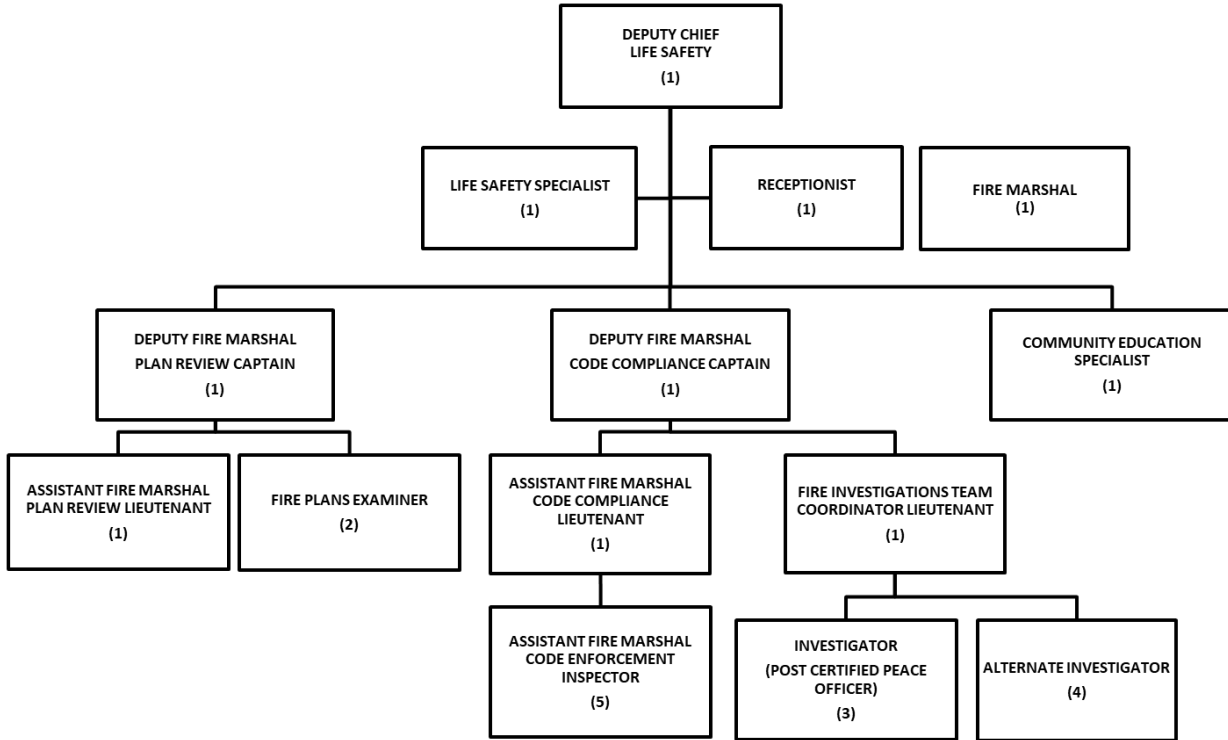 DEPUTY CHIEF
LIFE SAFETY
(1)
LIFE SAFETY SPECIALIST
(1)
RECEPTIONIST
(1)
FIRE MARSHAL
(1)
DEPUTY FIRE MARSHAL
PLAN REVIEW CAPTAIN
(1)
DEPUTY FIRE MARSHAL
CODE COMPLIANCE CAPTAIN
(1)
COMMUNITY EDUCATION
SPECIALIST
(1)
ASSISTANT FIRE MARSHAL
PLAN REVIEW LIEUTENANT
(1)
FIRE PLANS EXAMINER
(2)
ASSISTANT FIRE MARSHAL
CODE COMPLIANCE
LIEUTENANT
(1)
FIRE INVESTIGATIONS TEAM
COORDINATOR LIEUTENANT
(1)
ASSISTANT FIRE MARSHAL
CODE ENFORCEMENT
INSPECTOR
(5)
INVESTIGATOR
(POST CERTIFIED PEACE
OFFICER)
(3)
ALTERNATE INVESTIGATOR
(4)